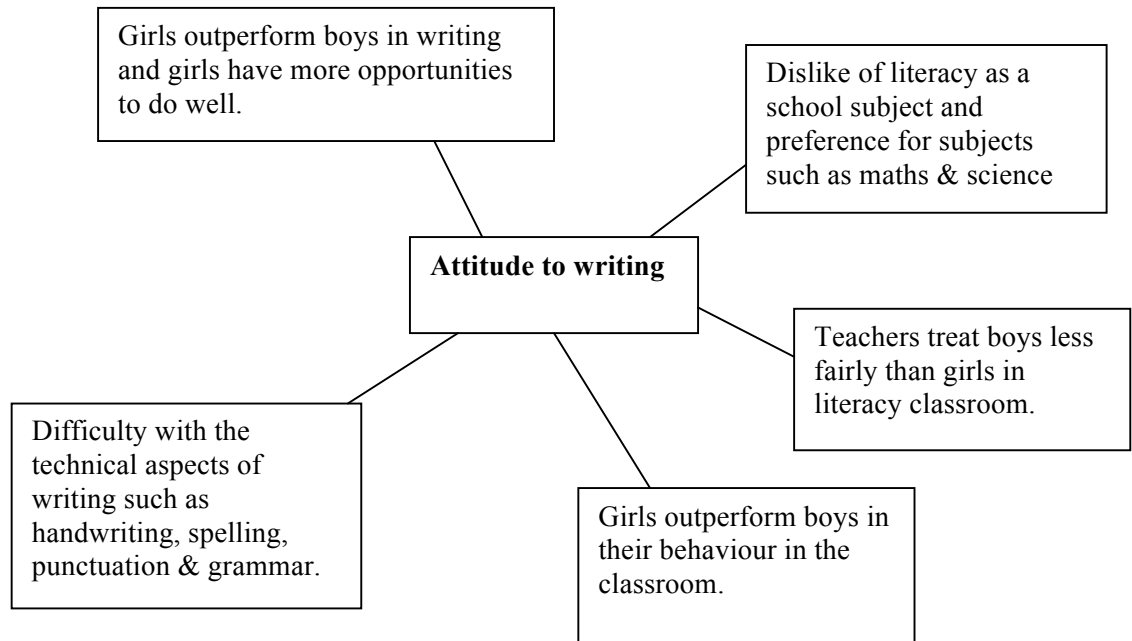 Girls outperform boys in writing
and girls have more opportunities
to do well.
Dislike of literacy as a
school subject and
preference for subjects
such as maths & science
Attitude to writing
Teachers treat boys less
fairly than girls in
literacy classroom.
Difficulty with the
technical aspects of
writing such as
handwriting, spelling,
punctuation & grammar.
Girls outperform boys in
their behaviour in the
classroom.